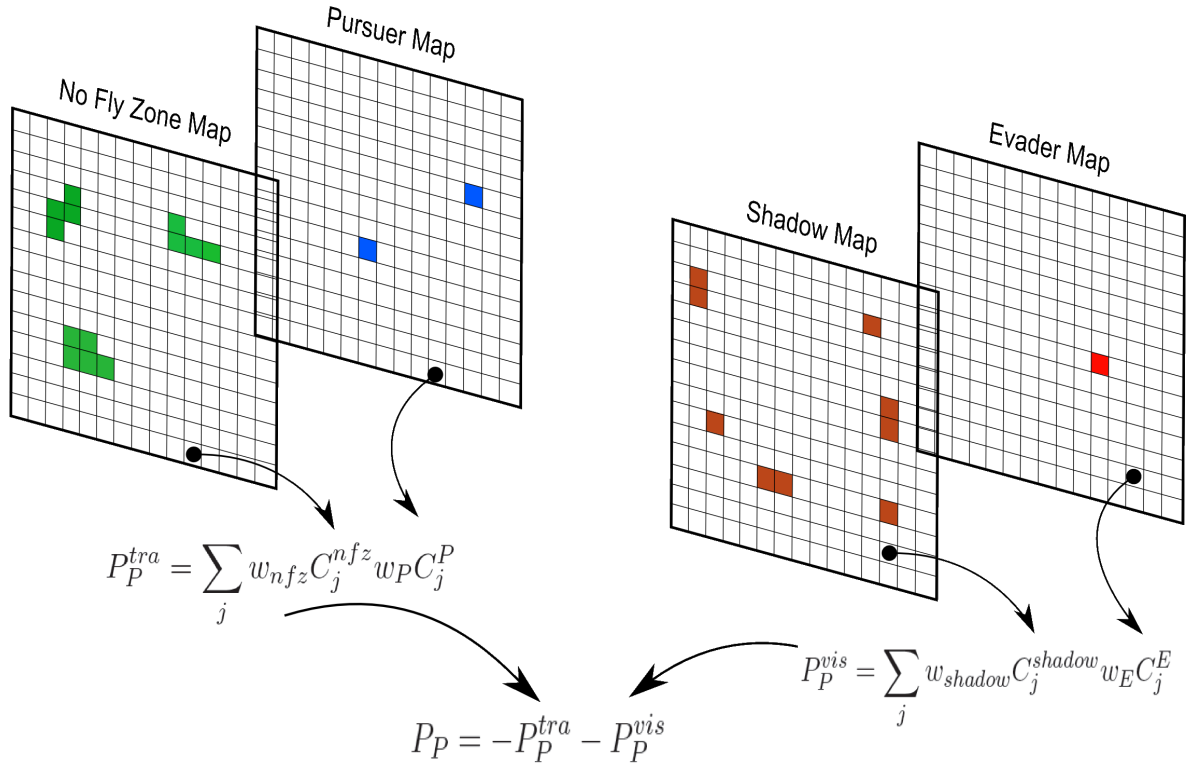 Pursuer Map
No Fly Zone Map
Evader Map
Shadow Map
$P_P^{tra} = \sum_j w_{nfz} C_j^{nfz} w_P C_j^P$
$P_P^{vis} = \sum_j w_{shadow} C_j^{shadow} w_E C_j^E$
$P_P = -P_P^{tra} - P_P^{vis}$